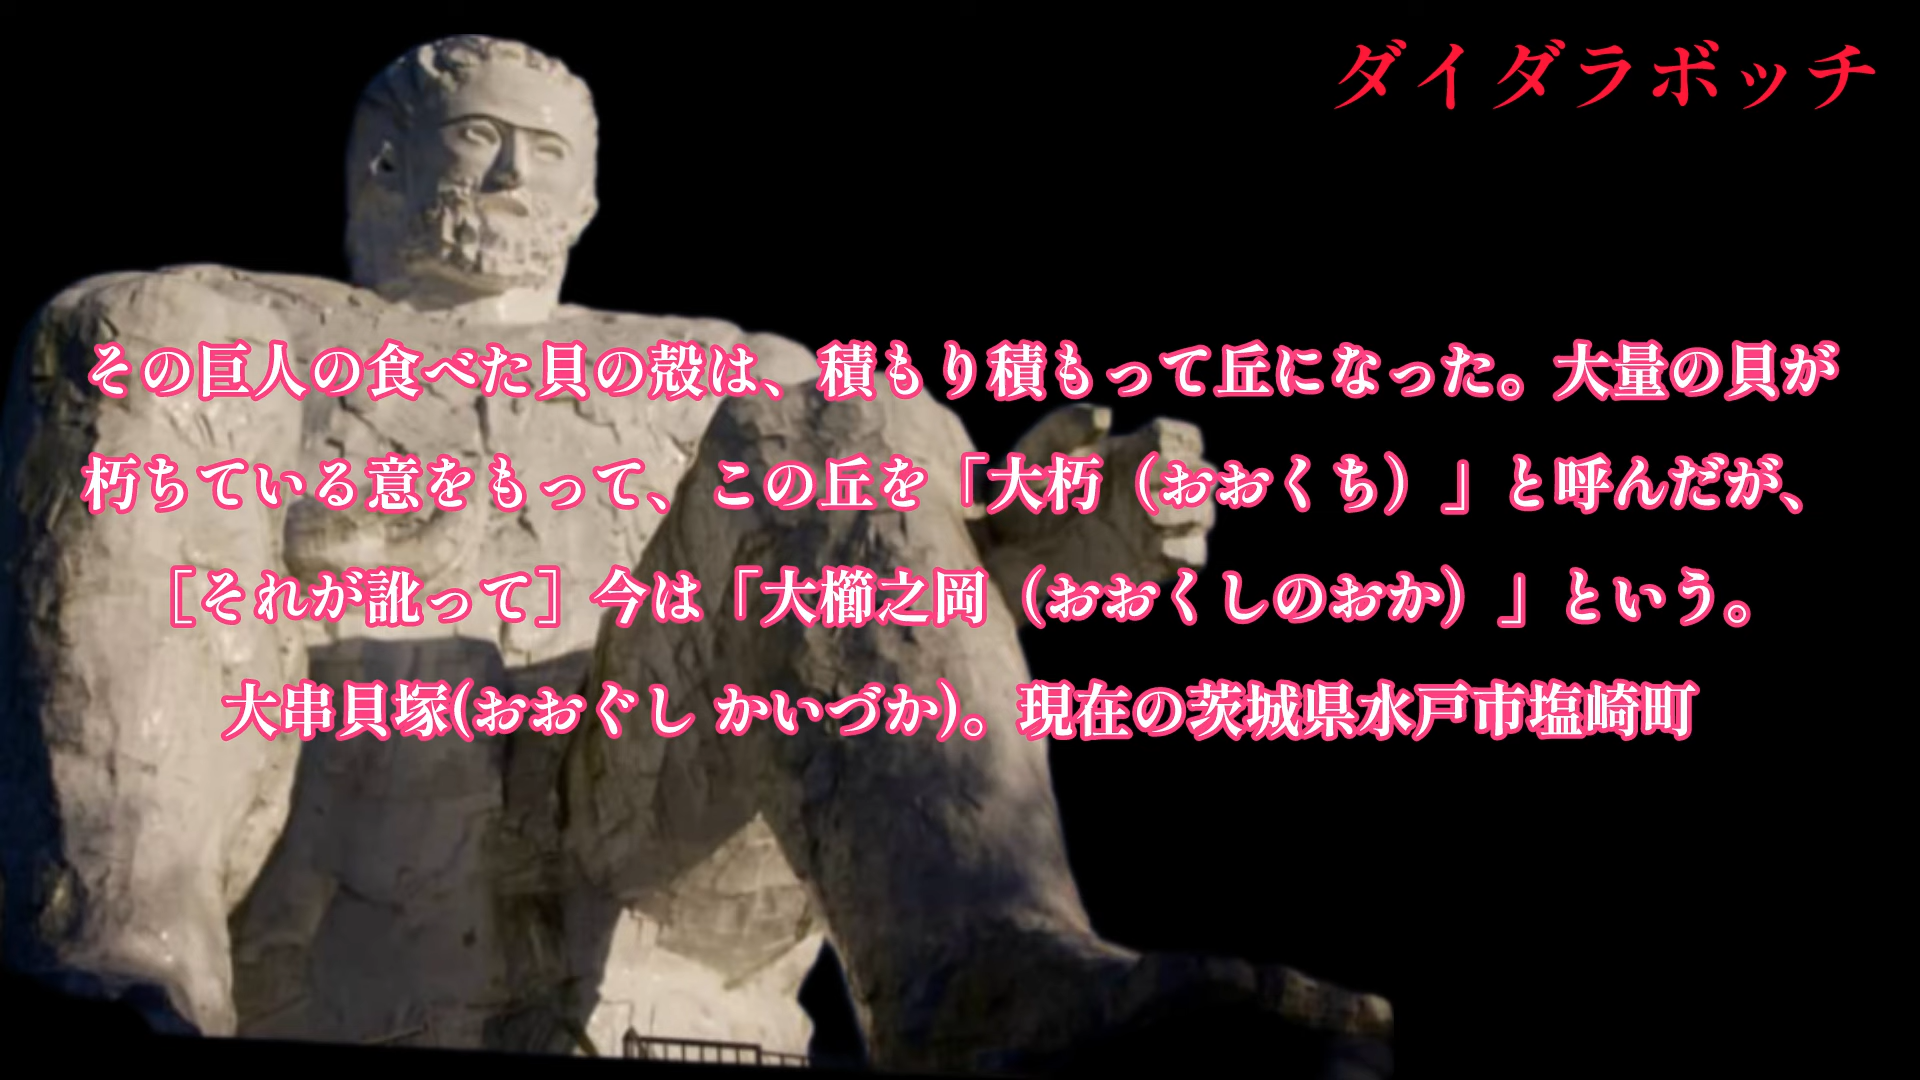 ダイダラボッチ
その巨人の食べた貝の殻は、積もり積もって丘になった。大量の貝が
朽ちている意をもって、この丘を「大朽（おおくち）」と呼んだが、
［それが訛って］今は「大櫛之岡（おおくしのおか）」という。
大串貝塚(おおぐし かいづか)。現在の茨城県水戸市塩崎町